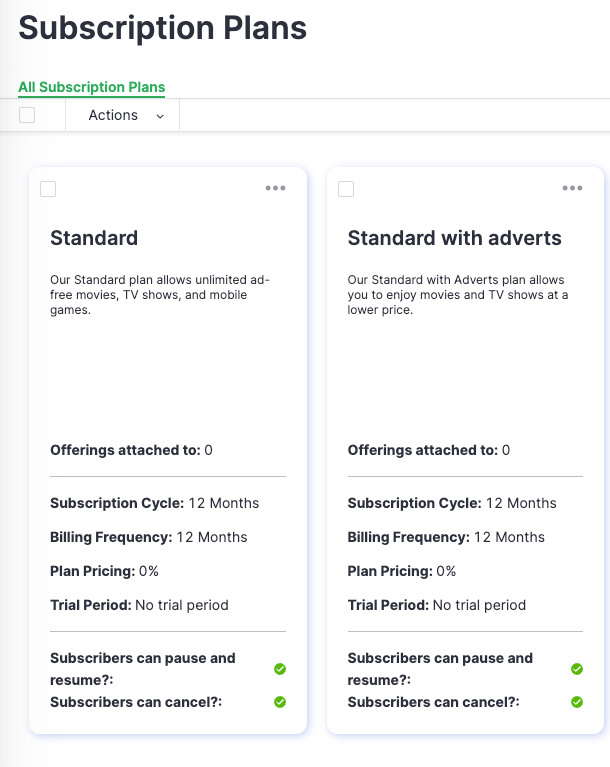 Subscription Plans
All Subscription Plans
Actions
Standard
Our Standard plan allows unlimited ad-
free movies, TV shows, and mobile
games.
Offerings attached to: 0
Subscription Cycle: 12 Months
Billing Frequency: 12 Months
Plan Pricing: 0%
Trial Period: No trial period
Subscribers can pause and
resume?:
Subscribers can cancel?:
Standard with adverts
Our Standard with Adverts plan allows
you to enjoy movies and TV shows at a
lower price.
Offerings attached to: 0
Subscription Cycle: 12 Months
Billing Frequency: 12 Months
Plan Pricing: 0%
Trial Period: No trial period
Subscribers can pause and
resume?:
Subscribers can cancel?: